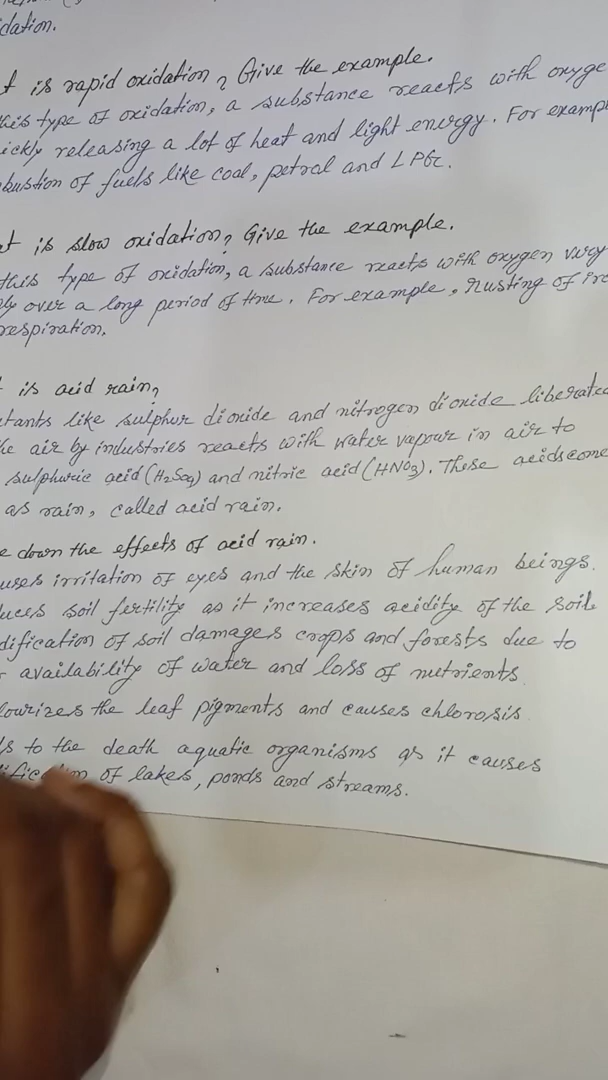 dation.
t is rapid oxidation? Give the example.
his type of oxidation, a substance reacts with oxyge
ickly releasing a lot of heat and light energy. For examp
bustion of fuels like coal, petrol and LPG.
at is slow oxidation? Give the example.
this type of oxidation, a substance reacts with oxygen very
ly over a long period of time. For example, rusting of iro
respiration.
t is acid rain?
utants like sulphur dioxide and nitrogen dioxide liberated
he air by industries reacts with water vapour in air to
sulphuric acid (H2SO4) and nitric acid (HNO3). These acids come
as rain, called acid rain.
e down the effects of acid rain.
uses irritation of eyes and the skin of human beings.
uces soil fertility as it increases acidity of the soil
dification of soil damages crops and forests due to
r availability of water and loss of nutrients
lourizes the leaf pigments and causes chlorosis
ds to the death aquatic organisms as it causes
of lakes, ponds and streams.